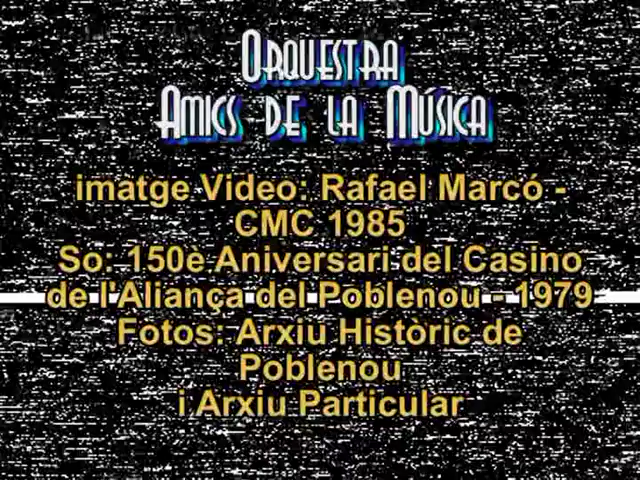 Orquestra
Amics de la Música
imatge Video: Rafael Marcó -
CMC 1985
So: 150è Aniversari del Casino
de l'Aliança del Poblenou - 1979
Fotos: Arxiu Històric de
Poblenou
i Arxiu Particular